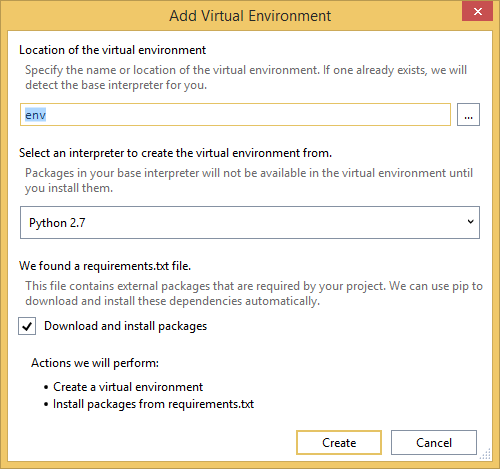 Add Virtual Environment
Location of the virtual environment
Specify the name or location of the virtual environment. If one already exists, we will
detect the base interpreter for you.
env
...
Select an interpreter to create the virtual environment from.
Packages in your base interpreter will not be available in the virtual environment until
you install them.
Python 2.7
We found a requirements.txt file.
This file contains external packages that are required by your project. We can use pip to
download and install these dependencies automatically.
Download and install packages
Actions we will perform:
• Create a virtual environment
• Install packages from requirements.txt
Create
Cancel